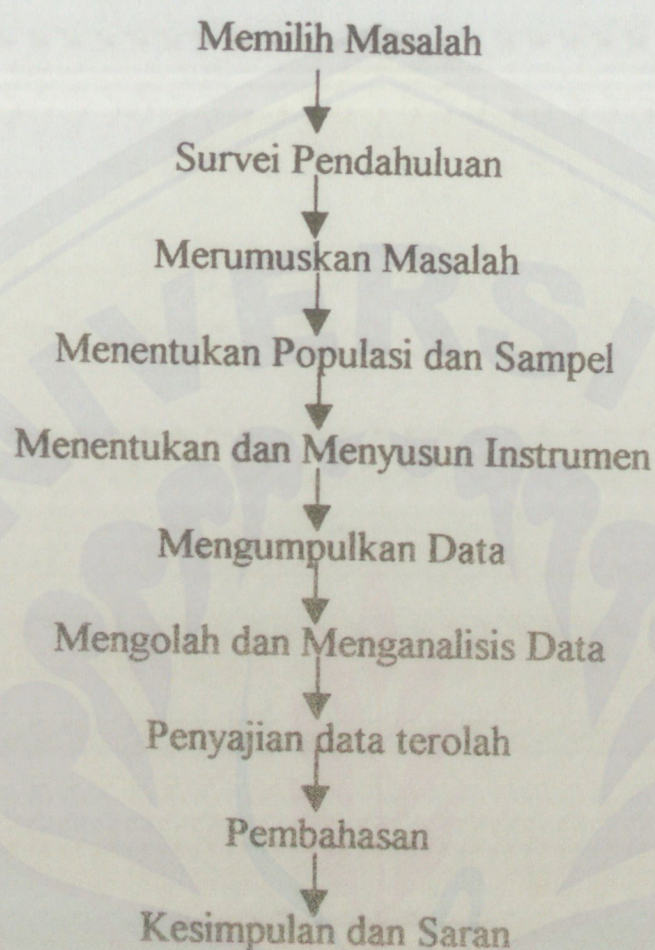 Memilih Masalah
Survei Pendahuluan
Merumuskan Masalah
Menentukan Populasi dan Sampel
Menentukan dan Menyusun Instrumen
Mengumpulkan Data
Mengolah dan Menganalisis Data
Penyajian data terolah
Pembahasan
Kesimpulan dan Saran